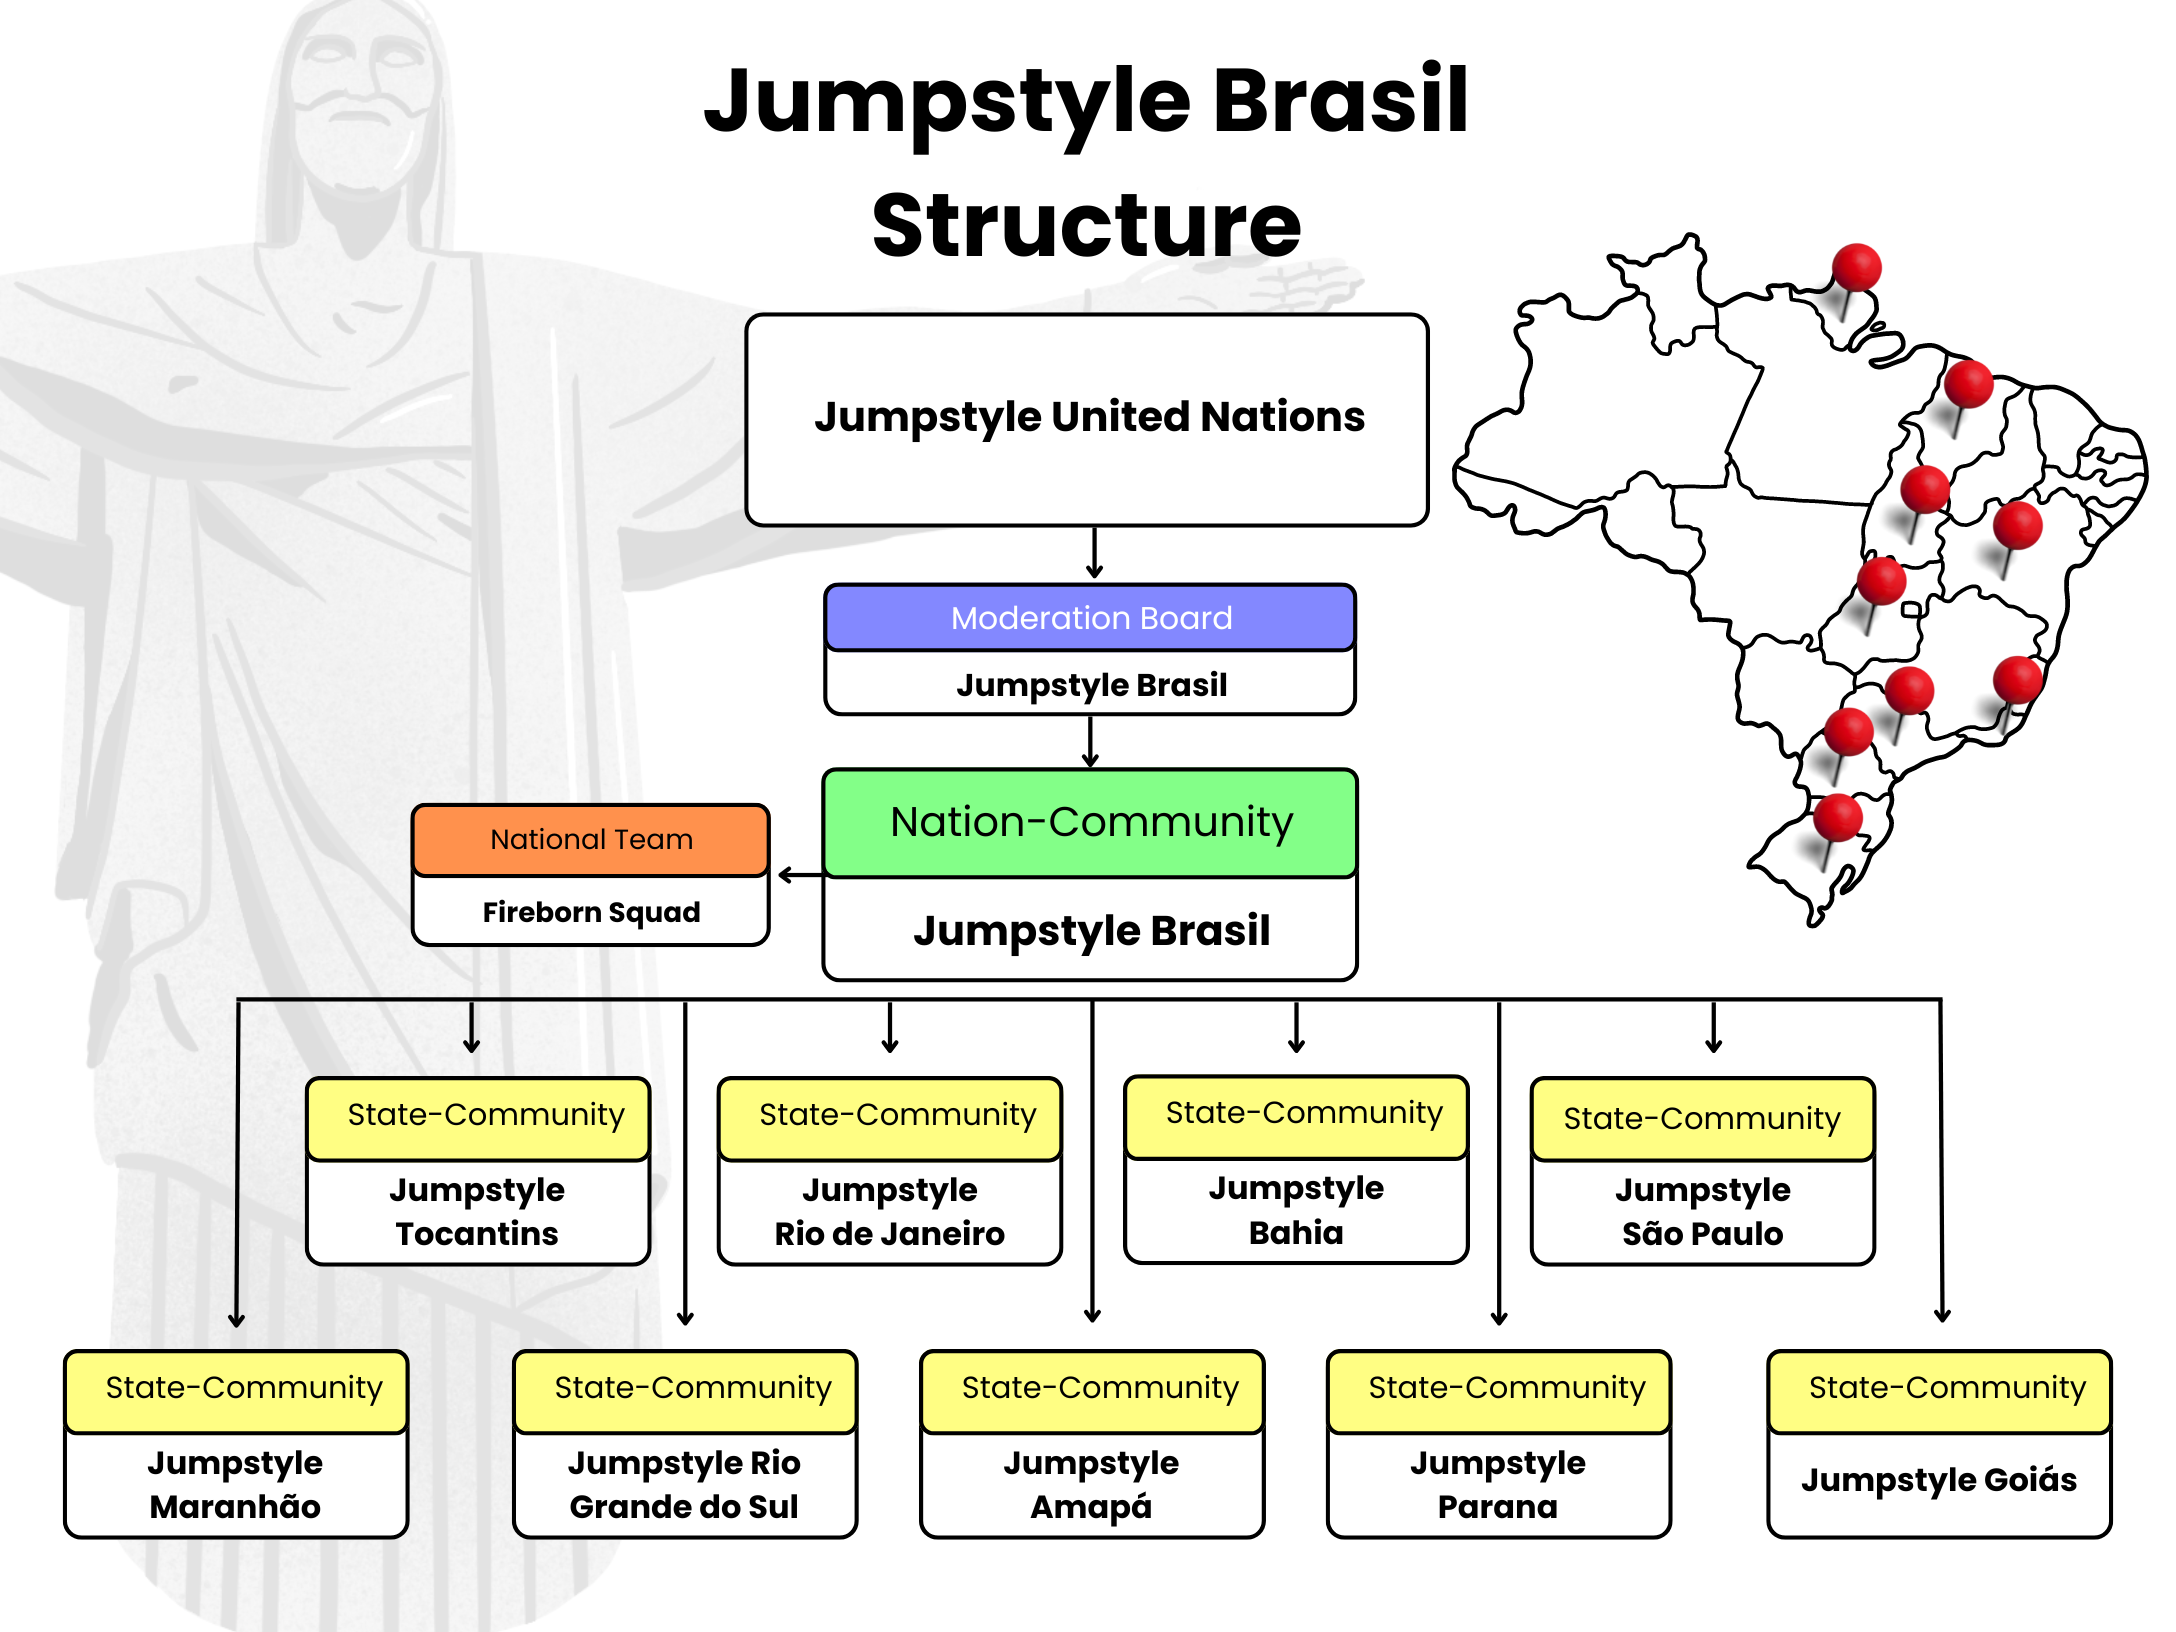 Jumpstyle Brasil
Structure
Jumpstyle United Nations
Moderation Board
Jumpstyle Brasil
Nation-Community
Jumpstyle Brasil
National Team
Fireborn Squad
State-Community
Jumpstyle
Tocantins
State-Community
Jumpstyle
Rio de Janeiro
State-Community
Jumpstyle
Bahia
State-Community
Jumpstyle
São Paulo
State-Community
Jumpstyle
Maranhão
State-Community
Jumpstyle Rio
Grande do Sul
State-Community
Jumpstyle
Amapá
State-Community
Jumpstyle
Parana
State-Community
Jumpstyle Goiás